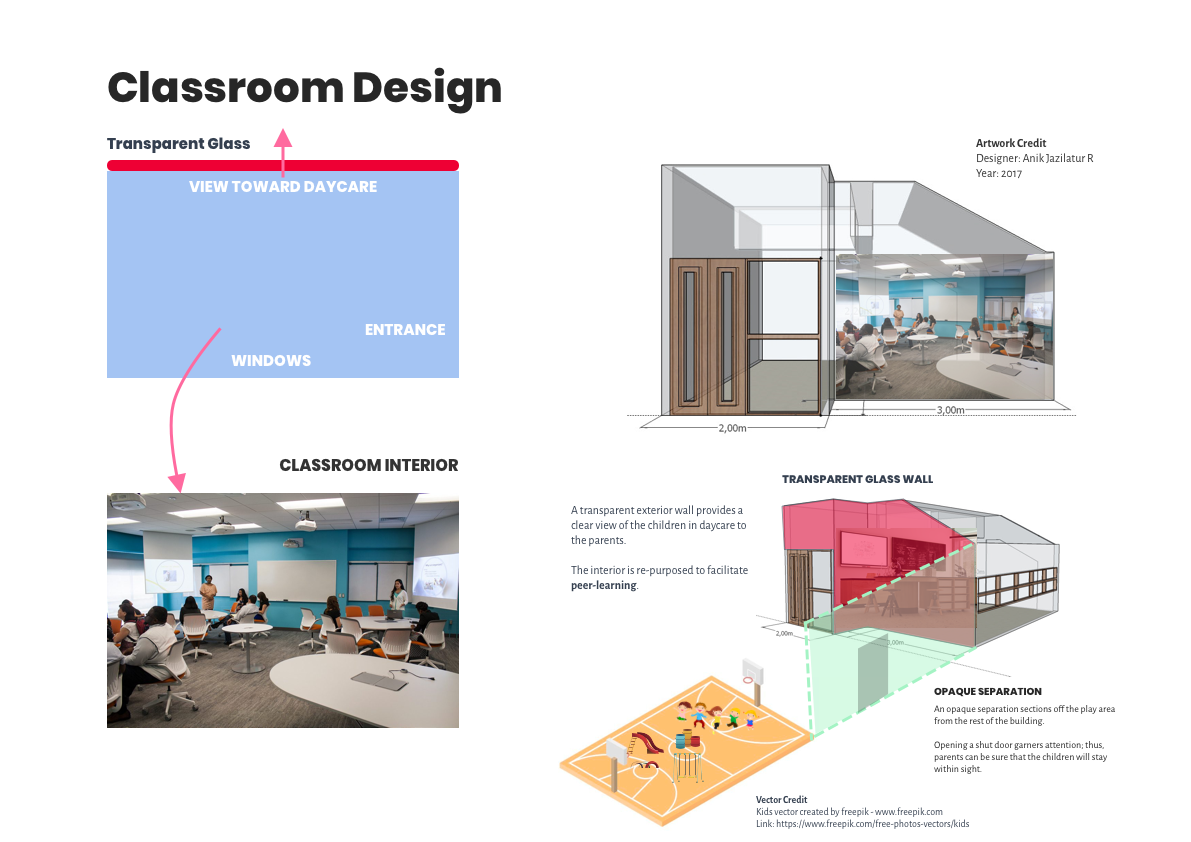 Classroom Design
Transparent Glass
VIEW TOWARD DAYCARE
ENTRANCE
WINDOWS
CLASSROOM INTERIOR
Artwork Credit
Designer: Anik Jazilatur R
Year: 2017
3,00m
2,00m
TRANSPARENT GLASS WALL
A transparent exterior wall provides a
clear view of the children in daycare to
the parents.
The interior is re-purposed to facilitate
peer-learning.
2,00m
3,00m
OPAQUE SEPARATION
An opaque separation sections off the play area
from the rest of the building.
Opening a shut door garners attention; thus,
parents can be sure that the children will stay
within sight.
Vector Credit
Kids vector created by freepik - www.freepik.com
Link: https://www.freepik.com/free-photos-vectors/kids